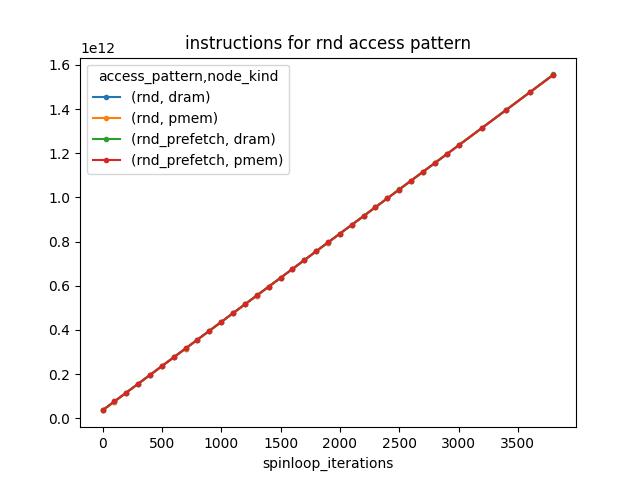 instructions for rnd access pattern
1e12
access_pattern,node_kind
(rnd, dram)
(rnd, pmem)
(rnd_prefetch, dram)
(rnd_prefetch, pmem)
1.6
1.4
1.2
1.0
0.8
0.6
0.4
0.2
0.0
0 500 1000 1500 2000 2500 3000 3500
spinloop_iterations